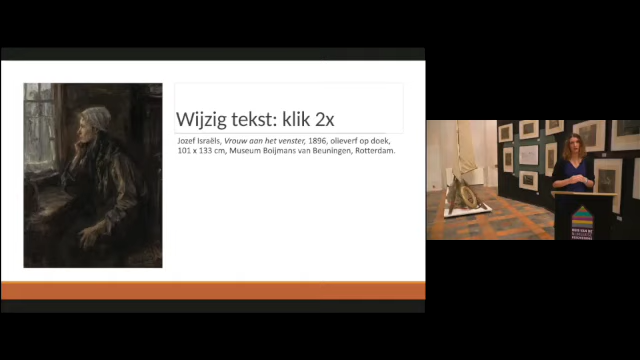 Wijzig tekst: klik 2x
Jozef Israëls, Vrouw aan het venster, 1896, olieverf op doek,
101 x 133 cm, Museum Boijmans van Beuningen, Rotterdam.